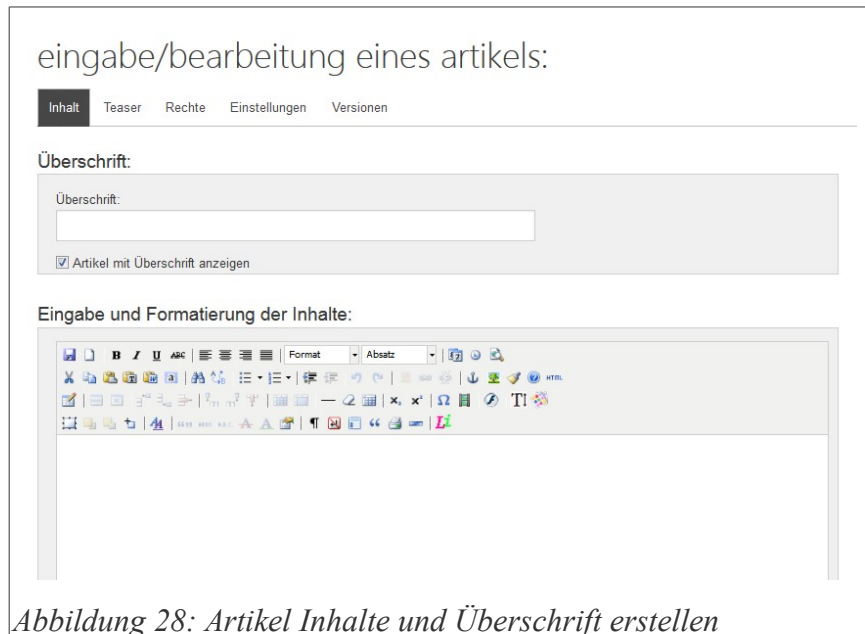 eingabe/bearbeitung eines artikels:
Inhalt Teaser Rechte Einstellungen Versionen
Überschrift:
Überschrift:
Artikel mit Überschrift anzeigen
Eingabe und Formatierung der Inhalte:
B I U ABC Format Absatz
HTML
Abbildung 28: Artikel Inhalte und Überschrift erstellen